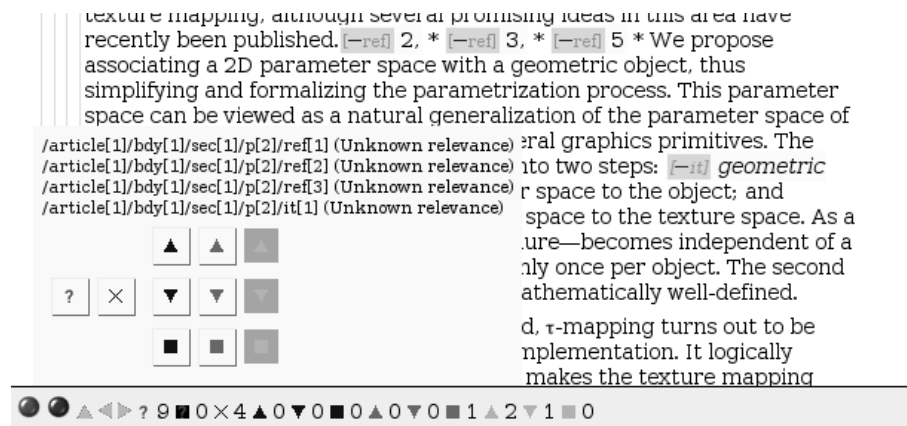 texture mapping, although several promising ideas in this area have
recently been published. [−ref] 2, * [−ref] 3, * [−ref] 5 * We propose
associating a 2D parameter space with a geometric object, thus
simplifying and formalizing the parametrization process. This parameter
space can be viewed as a natural generalization of the parameter space of
/article[1]/bdy[1]/sec[1]/p[2]/ref[1] (Unknown relevance) eral graphics primitives. The
/article[1]/bdy[1]/sec[1]/p[2]/ref[2] (Unknown relevance) nto two steps: [−it] geometric
/article[1]/bdy[1]/sec[1]/p[2]/ref[3] (Unknown relevance) r space to the object; and
/article[1]/bdy[1]/sec[1]/p[2]/it[1] (Unknown relevance) space to the texture space. As a
▲ ▲ ▲ ure—becomes independent of a
nly once per object. The second
? × ▼ ▼ ▼ athematically well-defined.
d, τ-mapping turns out to be
■ ■ ■ mplementation. It logically
makes the texture mapping
? 9 ? 0 × 4 ▲ 0 ▼ 0 ■ 0 ▲ 0 ▼ 0 ■ 1 ▲ 2 ▼ 1 ■ 0